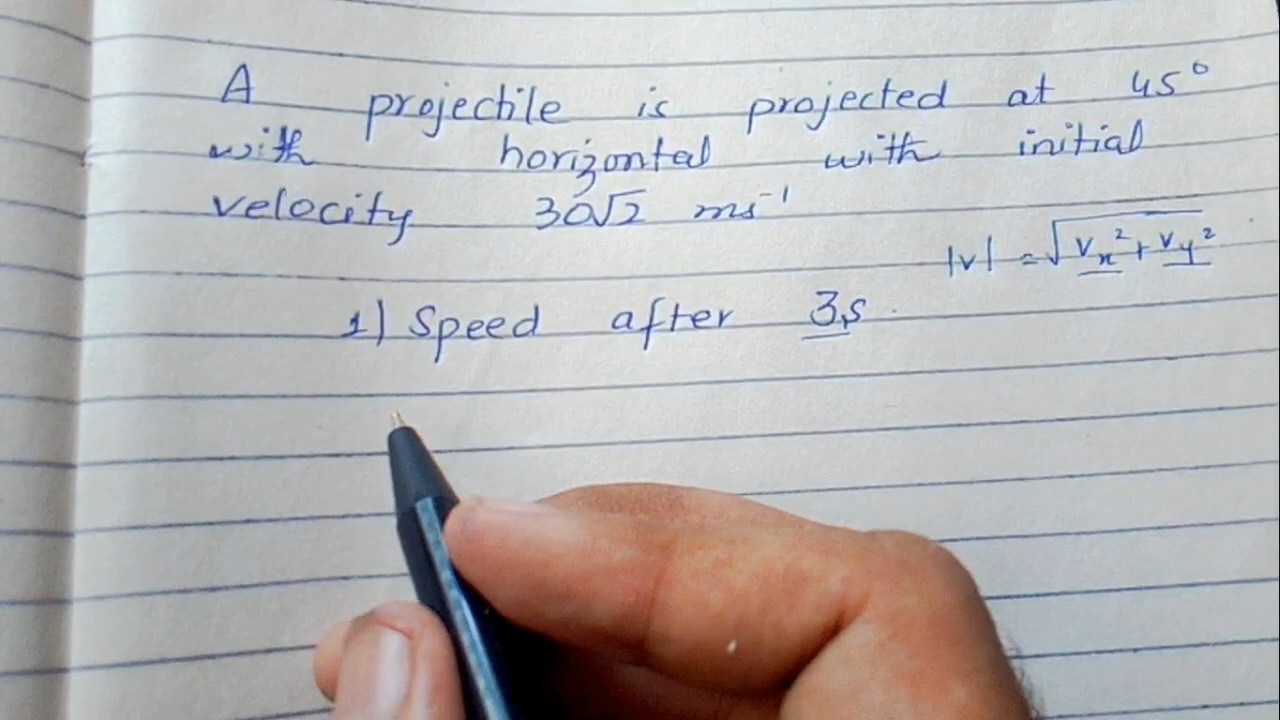 A projectile is projected at 45°
with horizontal with initial
velocity 30√2 ms⁻¹
|v| = √Vx² + Vy²
1) Speed after 3s